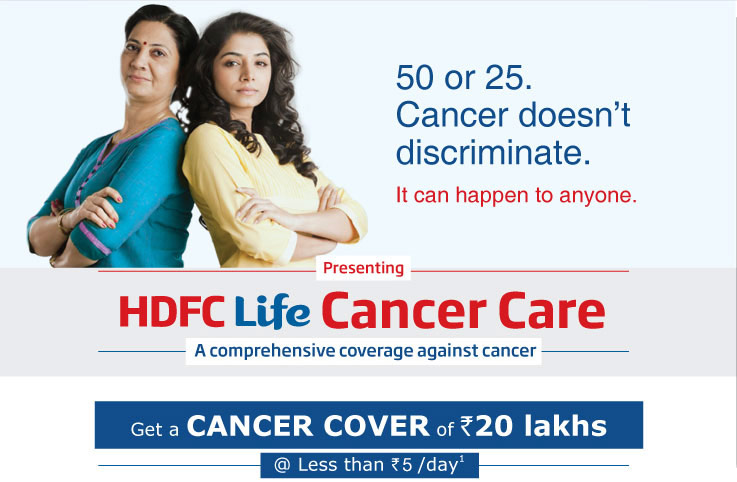 50 or 25.
Cancer doesn’t
discriminate.
It can happen to anyone.
Presenting
HDFC Life Cancer Care
A comprehensive coverage against cancer
Get a CANCER COVER of ₹20 lakhs
@ Less than ₹5 /day¹